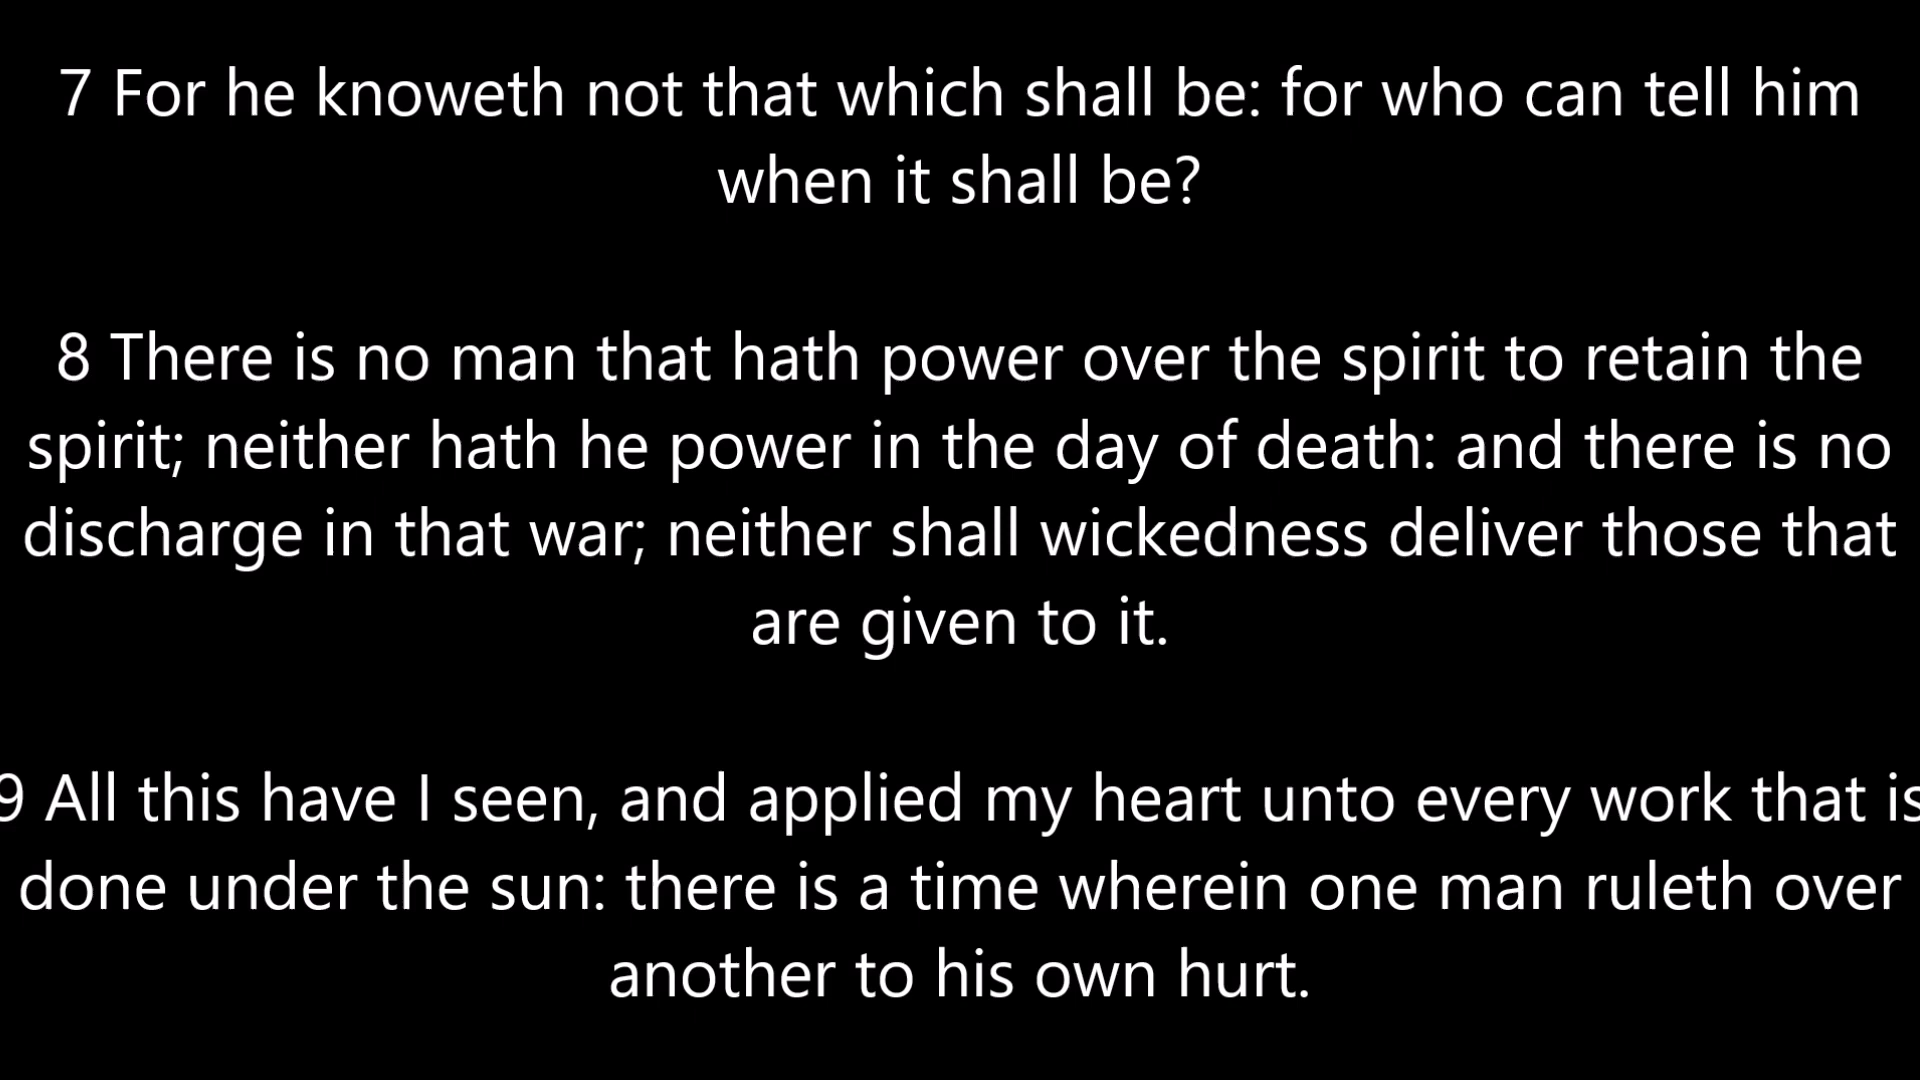 7 For he knoweth not that which shall be: for who can tell him
when it shall be?
8 There is no man that hath power over the spirit to retain the
spirit; neither hath he power in the day of death: and there is no
discharge in that war; neither shall wickedness deliver those that
are given to it.
9 All this have I seen, and applied my heart unto every work that is
done under the sun: there is a time wherein one man ruleth over
another to his own hurt.